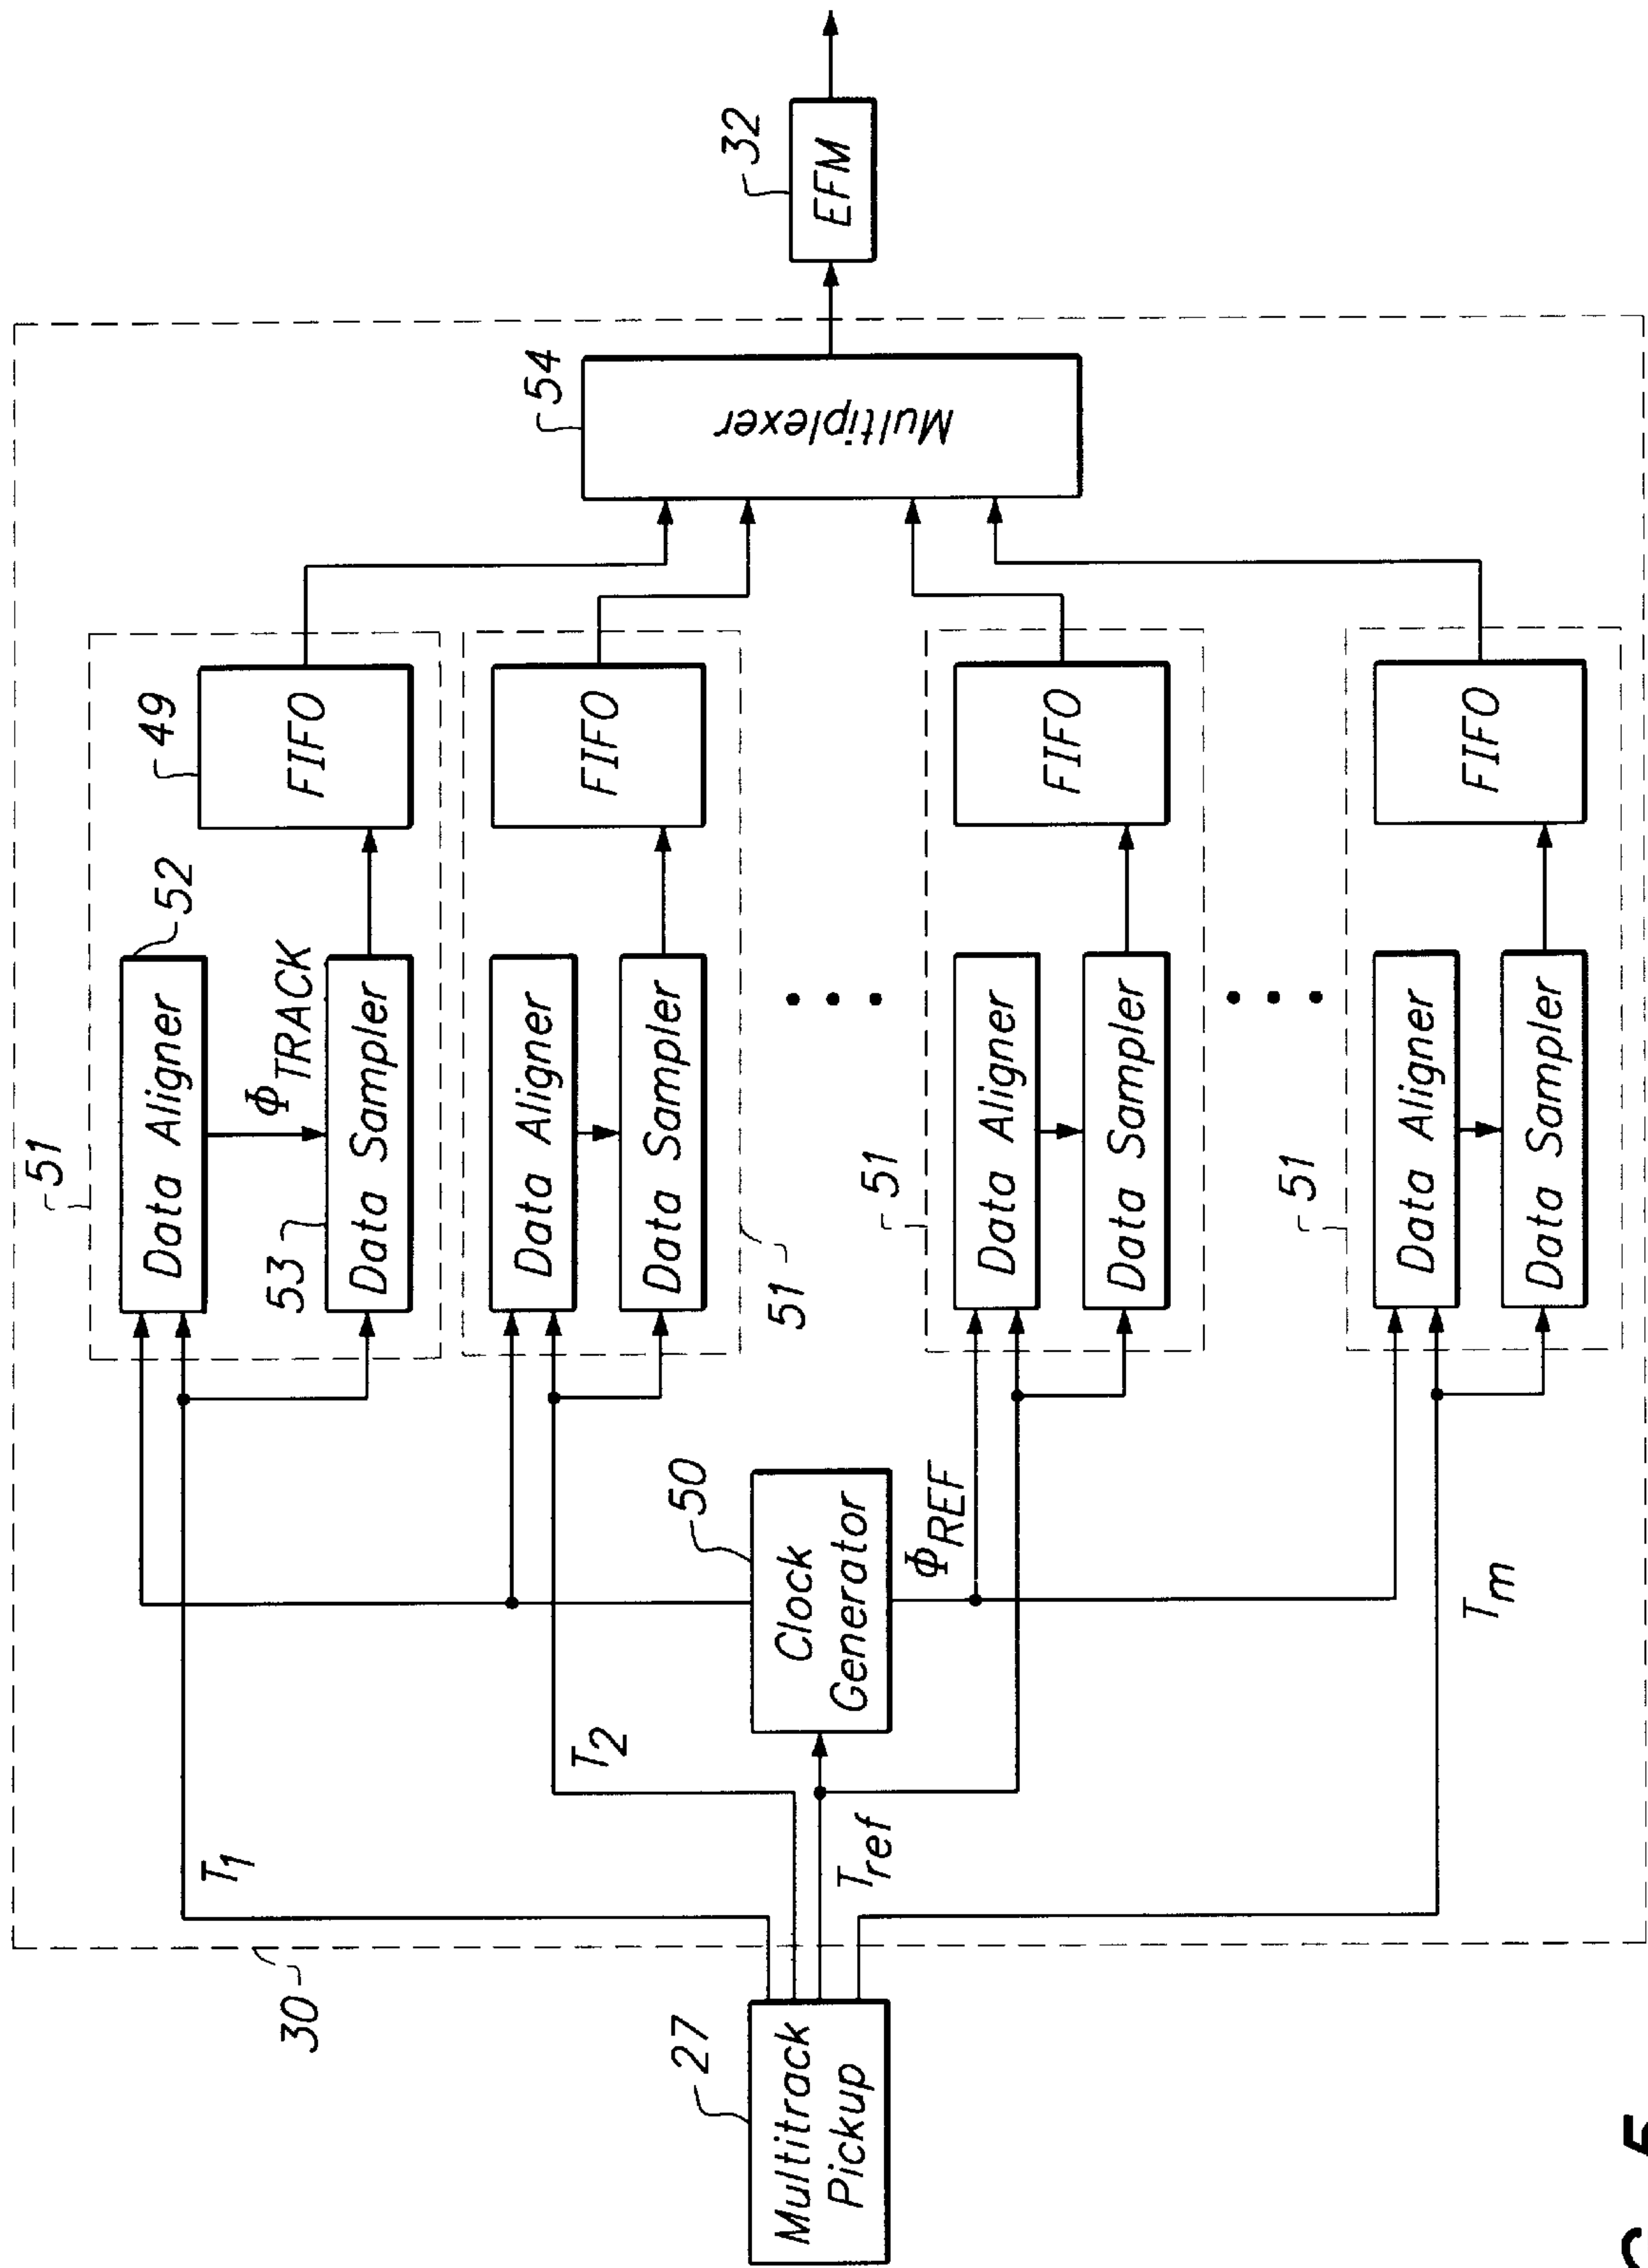 30
27
Multitrack
Pickup
T1
T2
Tref
Tm
50
Clock
Generator
ΦREF
51
52
Data Aligner
ΦTRACK
53
Data Sampler
49
FIFO
51
Data Aligner
Data Sampler
FIFO
51
Data Aligner
Data Sampler
FIFO
51
Data Aligner
Data Sampler
FIFO
54
Multiplexer
32
EFM